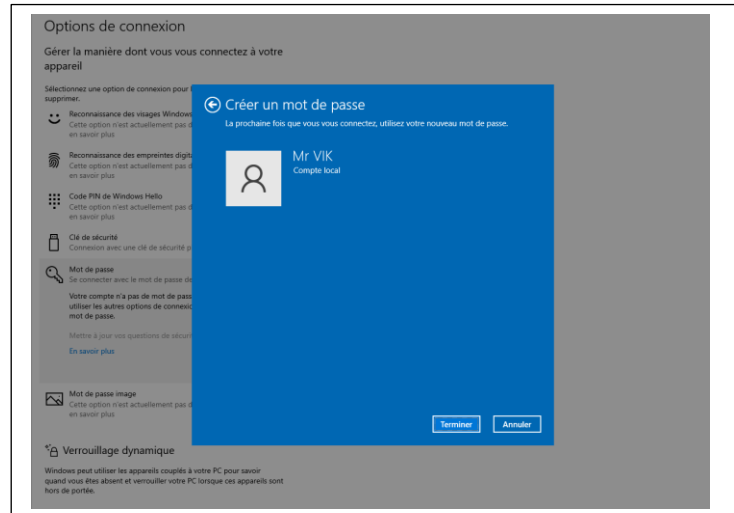 Options de connexion
Gérer la manière dont vous vous connectez à votre
appareil
Sélectionnez une option de connexion pour
supprimer.
Reconnaissance des visages Windows
Cette option n'est actuellement pas
en savoir plus
Reconnaissance des empreintes
Cette option n'est actuellement pas
en savoir plus
Code PIN de Windows Hello
Cette option n'est actuellement pas
en savoir plus
Clé de sécurité
Connexion avec une clé de sécurité
Mot de passe
Se connecter avec le mot de passe
Votre compte n'a pas de mot de
utiliser les autres options de
mot de passe.
Mettre à jour vos questions de
En savoir plus
Mot de passe image
Cette option n'est actuellement pas
en savoir plus
Verrouillage dynamique
Windows peut utiliser les appareils couplés à votre PC pour savoir
quand vous êtes absent et verrouiller votre PC lorsque ces appareils sont
hors de portée.
Créer un mot de passe
La prochaine fois que vous vous connectez, utilisez votre nouveau mot de passe.
Mr VIK
Compte local
Terminer Annuler